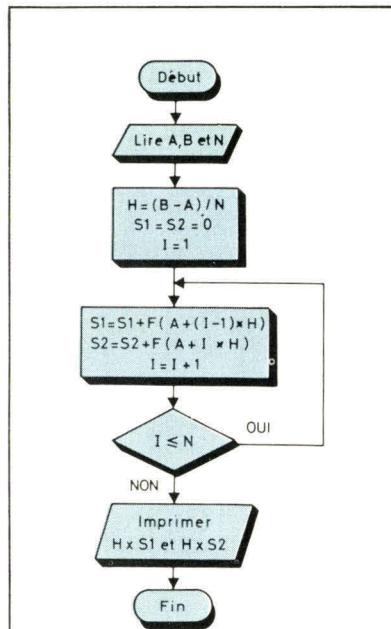 Début
Lire A,B et N
H=(B-A)/N
S1=S2=0
I=1
S1=S1+F(A+(I-1)*H)
S2=S2+F(A+I*H)
I=I+1
I≤N
OUI
NON
Imprimer
H x S1 et H x S2
Fin